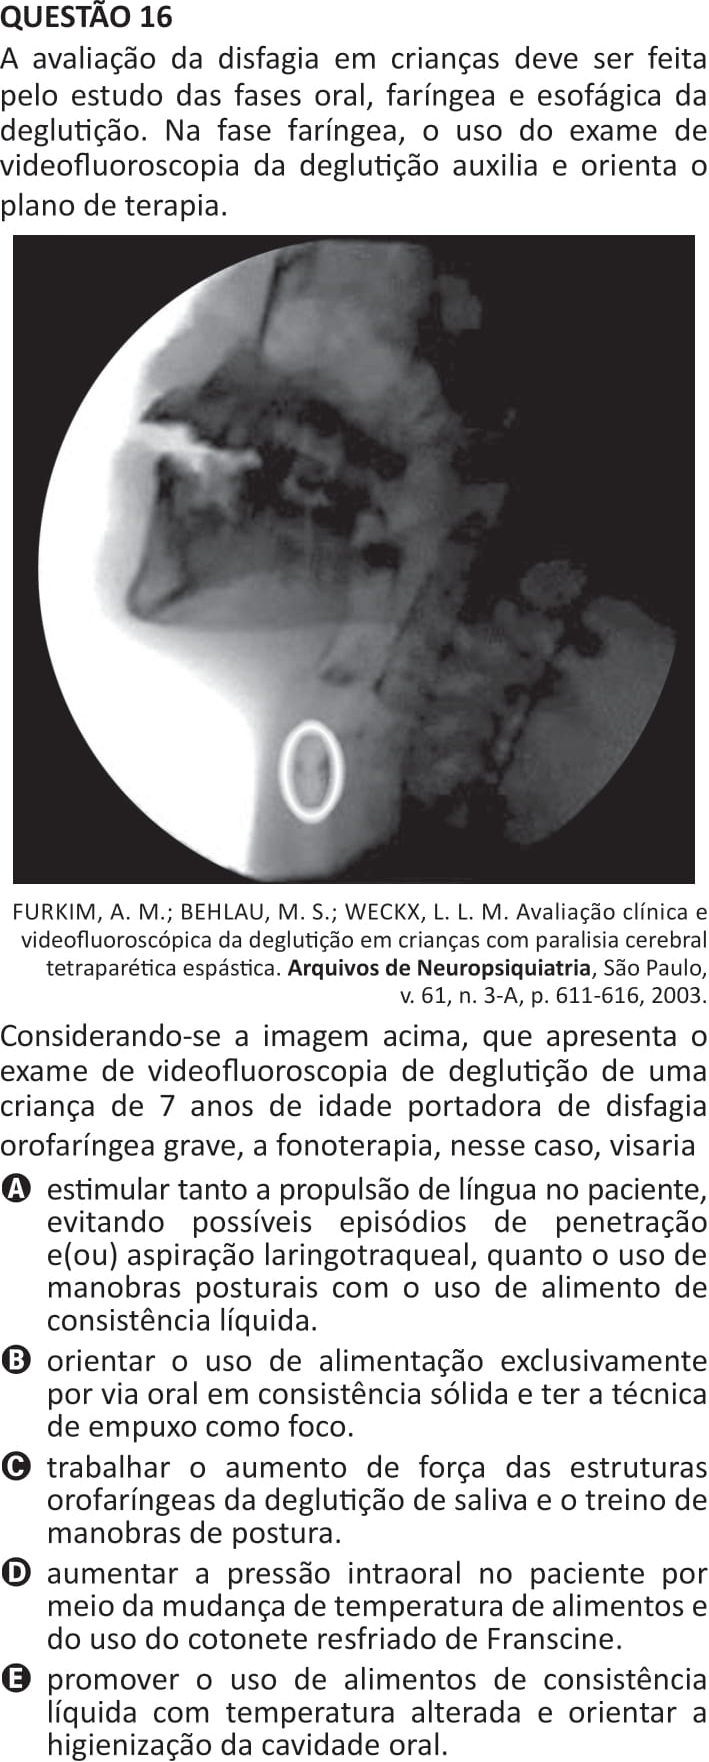 QUESTÃO 16
A avaliação da disfagia em crianças deve ser feita
pelo estudo das fases oral, faríngea e esofágica da
deglutição. Na fase faríngea, o uso do exame de
videofluoroscopia da deglutição auxilia e orienta o
plano de terapia.
FURKIM, A. M.; BEHLAU, M. S.; WECKX, L. L. M. Avaliação clínica e
videofluoroscópica da deglutição em crianças com paralisia cerebral
tetraparética espástica. Arquivos de Neuropsiquiatria, São Paulo,
v. 61, n. 3-A, p. 611-616, 2003.
Considerando-se a imagem acima, que apresenta o
exame de videofluoroscopia de deglutição de uma
criança de 7 anos de idade portadora de disfagia
orofaríngea grave, a fonoterapia, nesse caso, visaria
A estimular tanto a propulsão de língua no paciente,
evitando possíveis episódios de penetração
e(ou) aspiração laringotraqueal, quanto o uso de
manobras posturais com o uso de alimento de
consistência líquida.
B orientar o uso de alimentação exclusivamente
por via oral em consistência sólida e ter a técnica
de empuxo como foco.
C trabalhar o aumento de força das estruturas
orofaríngeas da deglutição de saliva e o treino de
manobras de postura.
D aumentar a pressão intraoral no paciente por
meio da mudança de temperatura de alimentos e
do uso do cotonete resfriado de Franscine.
E promover o uso de alimentos de consistência
líquida com temperatura alterada e orientar a
higienização da cavidade oral.